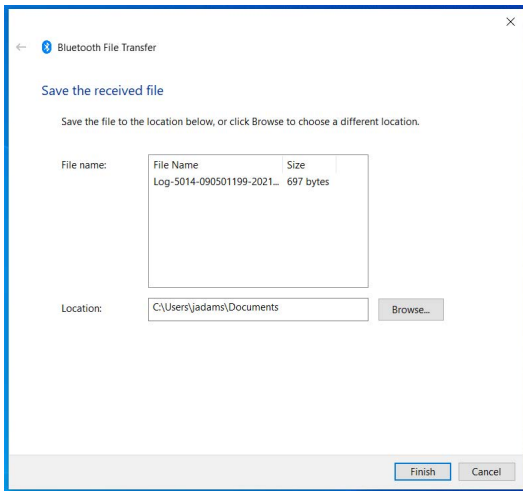 Bluetooth File Transfer
Save the received file
Save the file to the location below, or click Browse to choose a different location.
File name:
File Name Size
Log-5014-090501199-2021... 697 bytes
Location: C:\Users\jadams\Documents Browse...
Finish Cancel